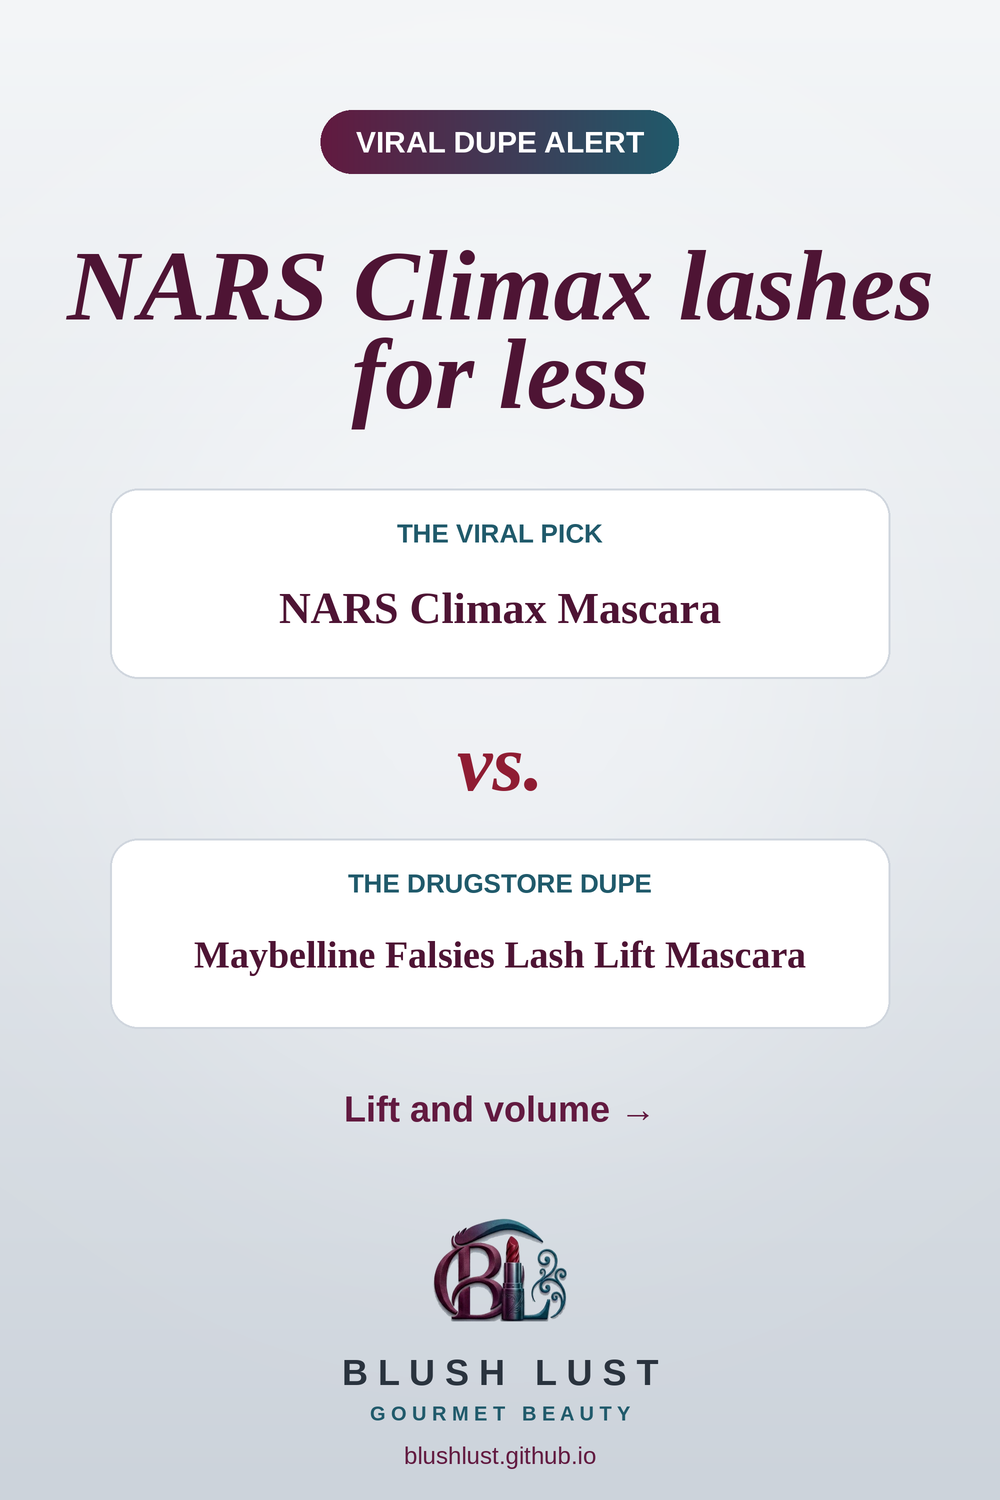 VIRAL DUPE ALERT
NARS Climax lashes
for less
THE VIRAL PICK
NARS Climax Mascara
vs.
THE DRUGSTORE DUPE
Maybelline Falsies Lash Lift Mascara
Lift and volume →
BL
BLUSH LUST
GOURMET BEAUTY
blushlust.github.io